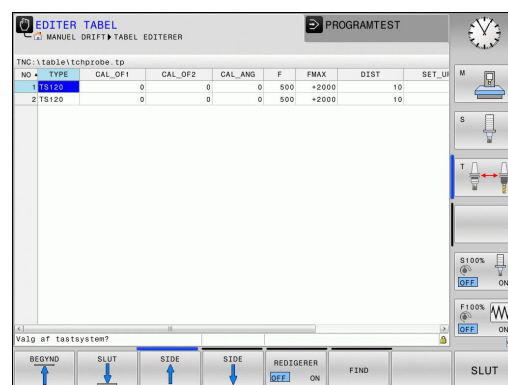 EDITER TABEL
MANUEL DRIFT TABEL EDITERER
PROGRAMTEST
TNC:\table\tchprobe.tp
NO TYPE CAL_OF1 CAL_OF2 CAL_ANG F FMAX DIST
1 TS120 0 0 0 500 +2000 10
2 TS120 0 0 0 500 +2000 10
Valg af tastsystem?
M
S
T
S100%
OFF ON
F100%
OFF ON
BEGYND SLUT SIDE SIDE REDIGERER FIND SLUT
OFF ON